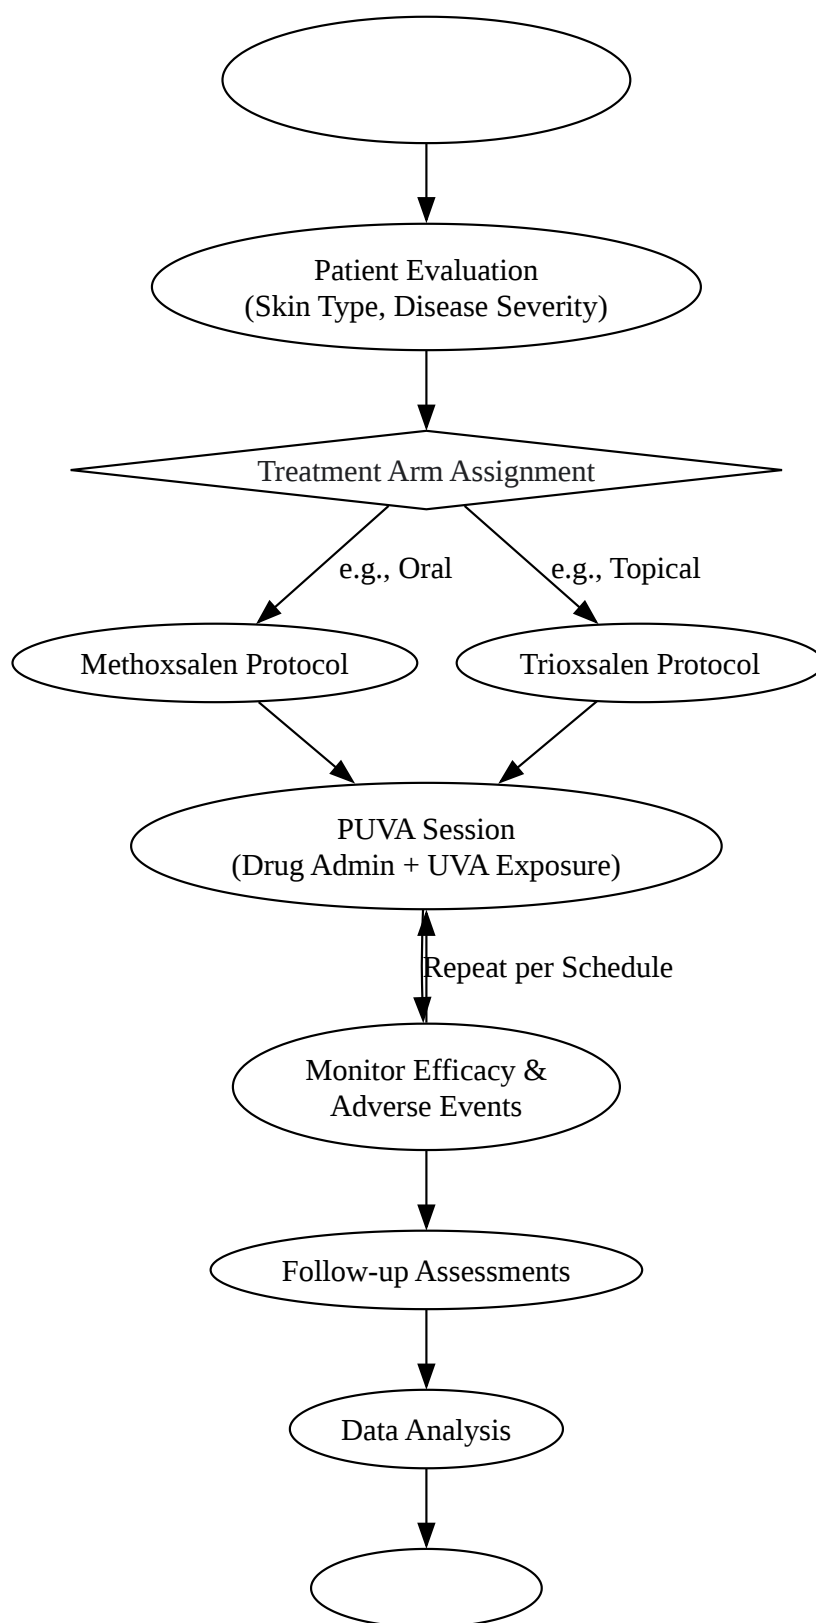 Patient Evaluation
(Skin Type, Disease Severity)
Treatment Arm Assignment
e.g., Oral
e.g., Topical
Methoxsalen Protocol
Trioxsalen Protocol
PUVA Session
(Drug Admin + UVA Exposure)
Repeat per Schedule
Monitor Efficacy &
Adverse Events
Follow-up Assessments
Data Analysis